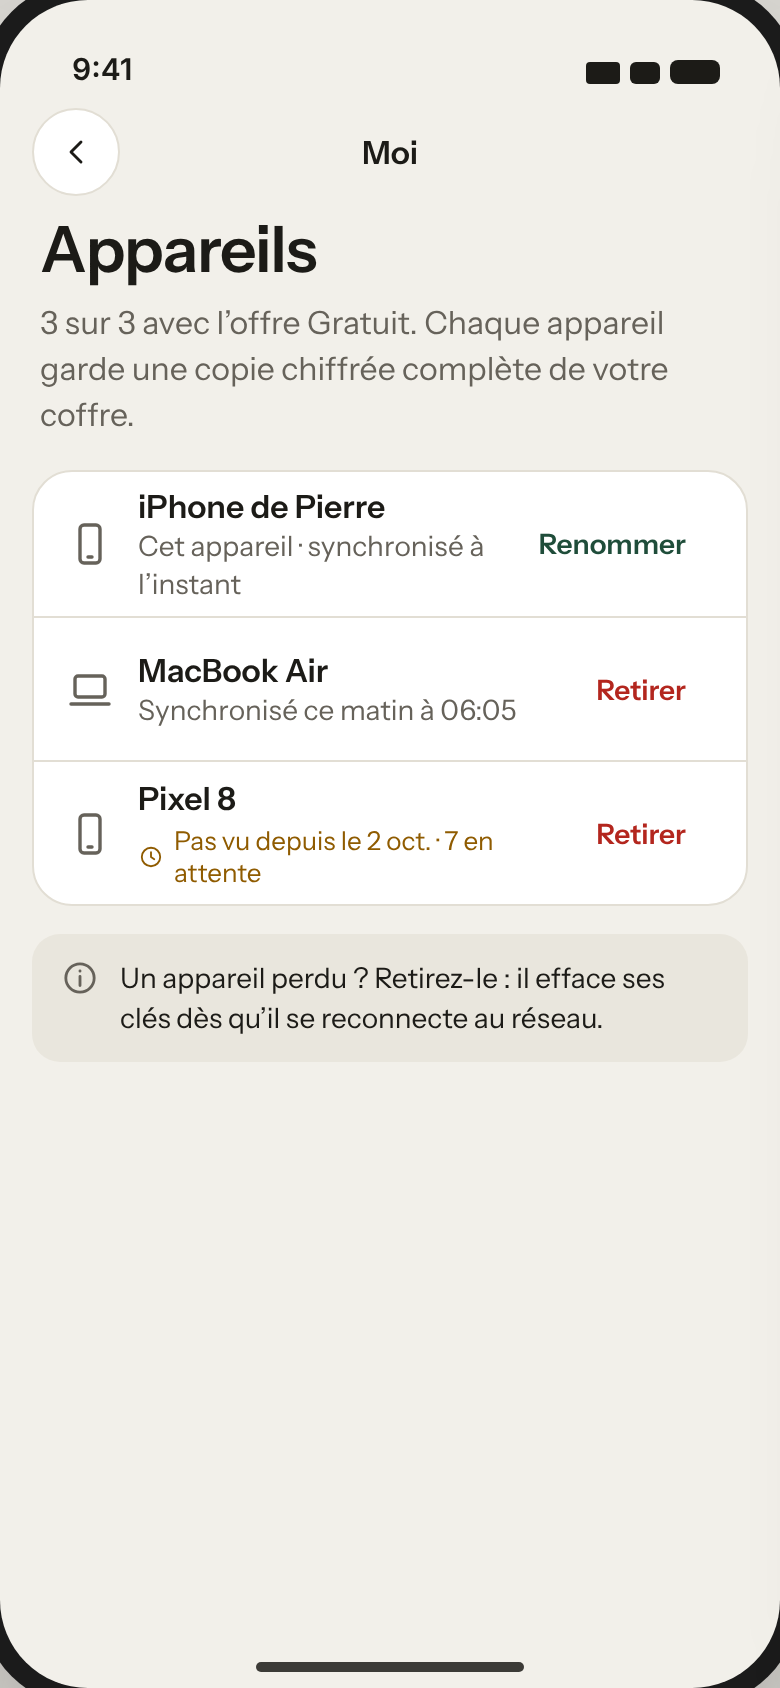 9:41
Moi
Appareils
3 sur 3 avec l’offre Gratuit. Chaque appareil
garde une copie chiffrée complète de votre
coffre.
iPhone de Pierre
Cet appareil · synchronisé à
l’instant
Renommer
MacBook Air
Synchronisé ce matin à 06:05
Retirer
Pixel 8
Pas vu depuis le 2 oct. · 7 en
attente
Retirer
Un appareil perdu ? Retirez-le : il efface ses
clés dès qu’il se reconnecte au réseau.